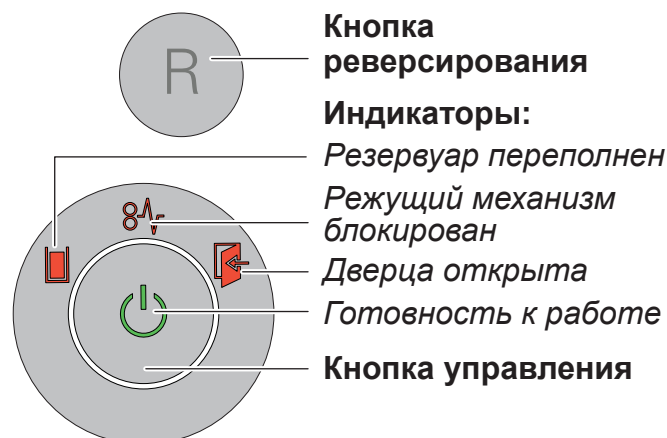 R
Кнопка
реверсирования
Индикаторы:
Резервуар переполнен
Режущий механизм
блокирован
Дверца открыта
Готовность к работе
Кнопка управления